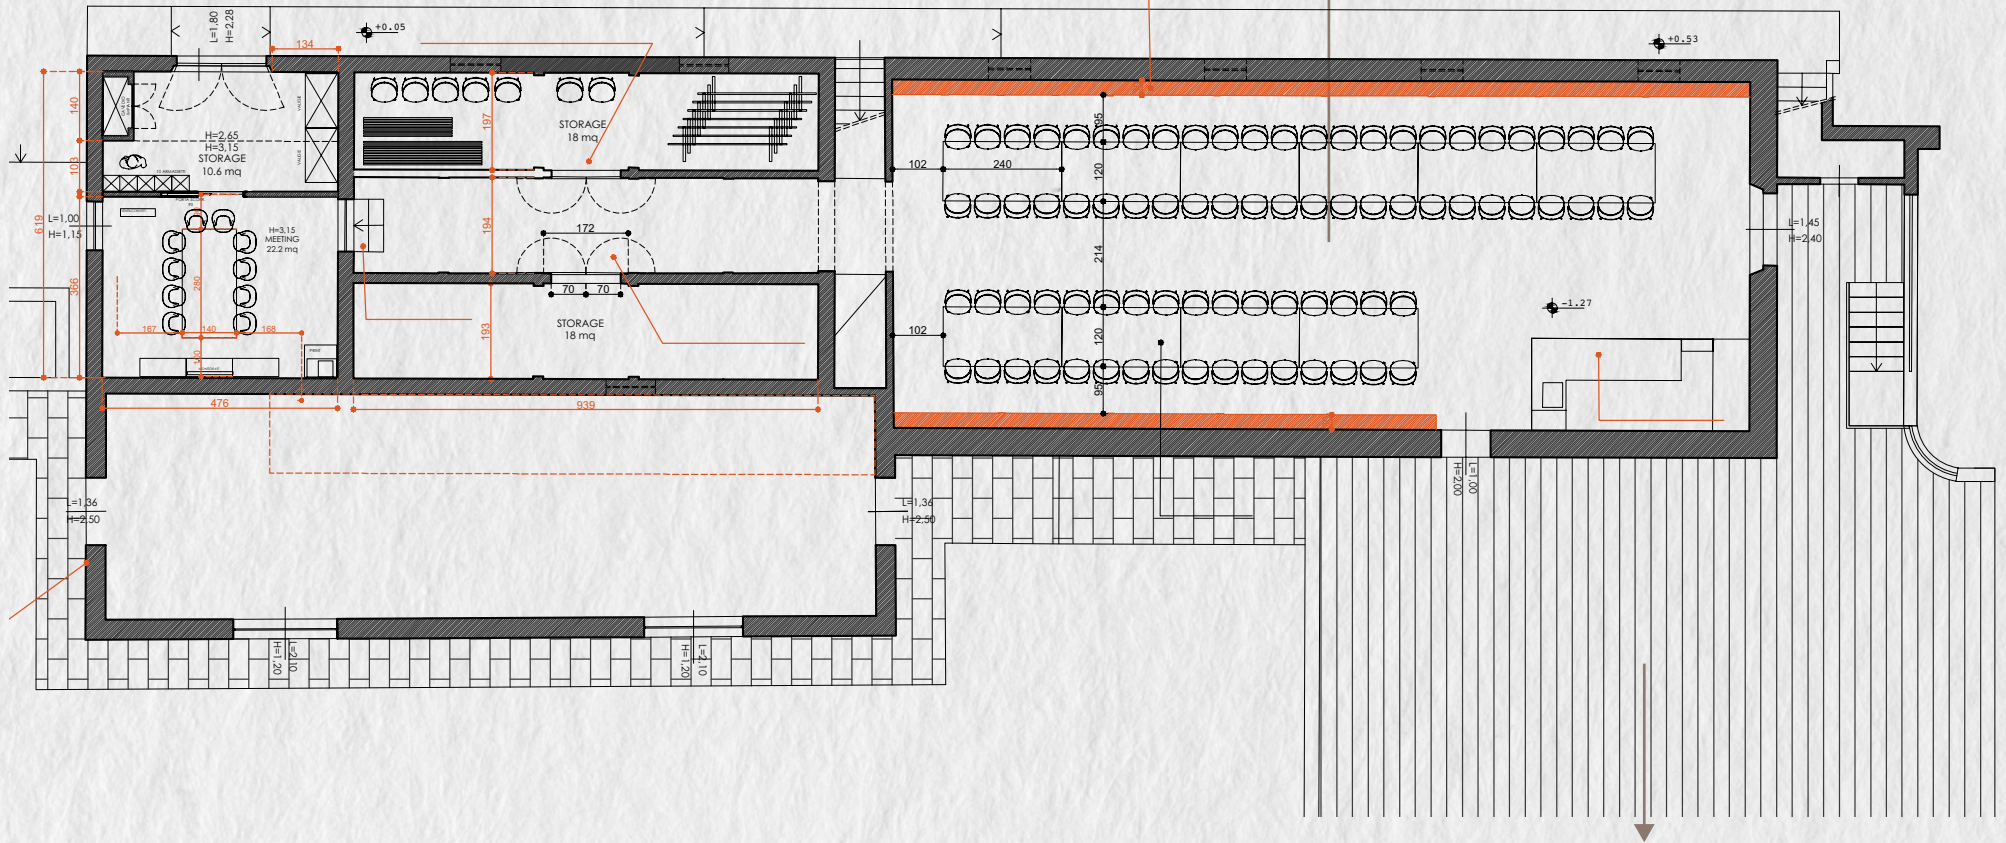 L=1,80
H=2,28
+0.05
+0.53
134
140
103
619
366
H=2,65
H=3,15
STORAGE
10.6 mq
VALIGIE
VALIGIE
STORAGE
18 mq
197
L=1,00
H=1,15
H=3,15
MEETING
22.2 mq
280
167
140
168
476
194
172
70
70
193
STORAGE
18 mq
939
95
102
240
120
214
102
120
95
-1.27
L=1,45
H=2,40
L=1,00
H=2,00
L=1,36
H=2,50
L=1,36
H=2,50
L=2,10
H=1,20
L=2,10
H=1,20